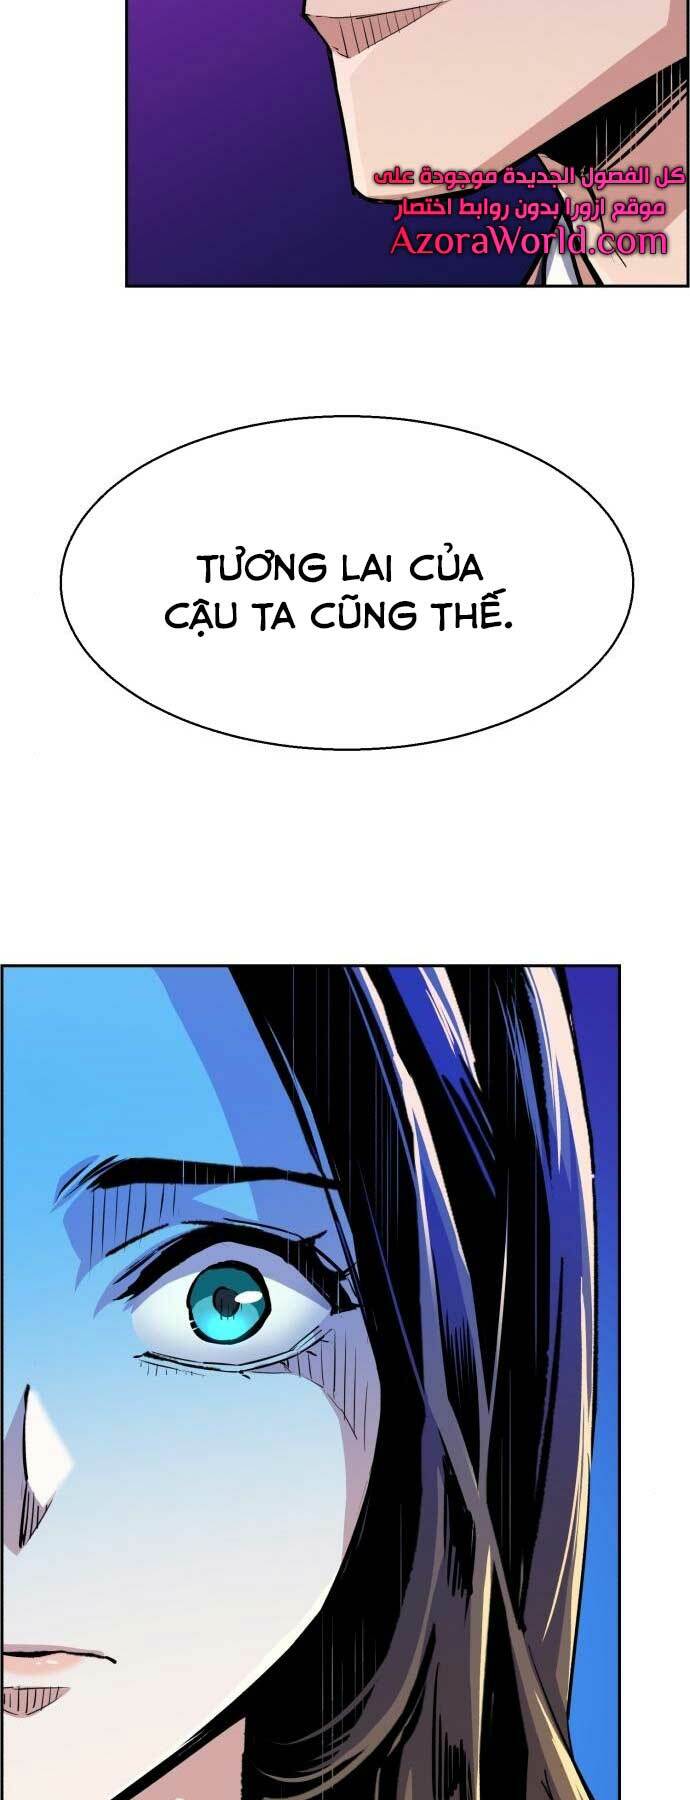 كل الفصول الجديدة موجودة على
موقع ازورا بدون روابط اختصار
AzoraWorld.com
TƯƠNG LAI CỦA
CẬU TA CŨNG THẾ.